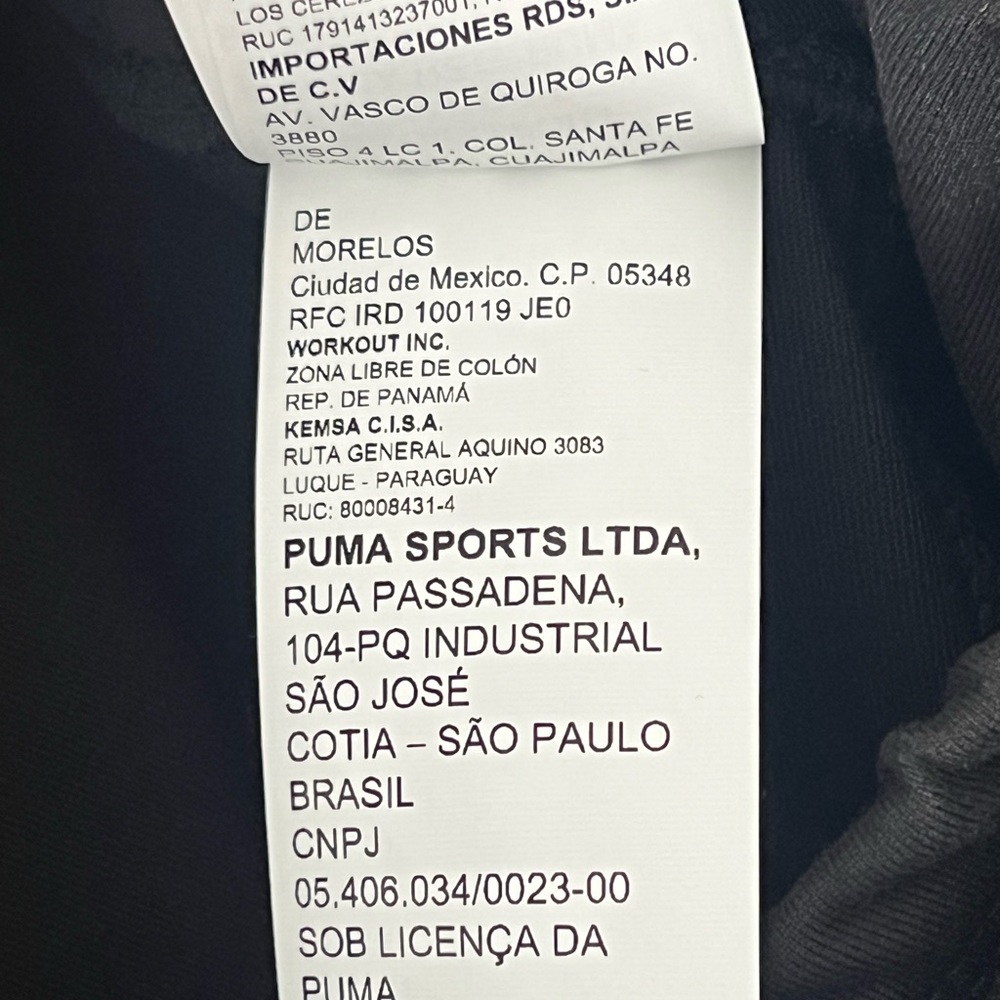 LOS
RUC 1791413237001,
IMPORTACIONES RDS,
DE C.V
AV. VASCO DE QUIROGA NO.
3880
PISO 4 LC 1. COL. SANTA FE
CUAJIMALPA, CUAJIMALPA
DE
MORELOS
Ciudad de Mexico. C.P. 05348
RFC IRD 100119 JE0
WORKOUT INC.
ZONA LIBRE DE COLÓN
REP. DE PANAMÁ
KEMSA C.I.S.A.
RUTA GENERAL AQUINO 3083
LUQUE - PARAGUAY
RUC: 80008431-4
PUMA SPORTS LTDA,
RUA PASSADENA,
104-PQ INDUSTRIAL
SÃO JOSÉ
COTIA – SÃO PAULO
BRASIL
CNPJ
05.406.034/0023-00
SOB LICENÇA DA
PUMA